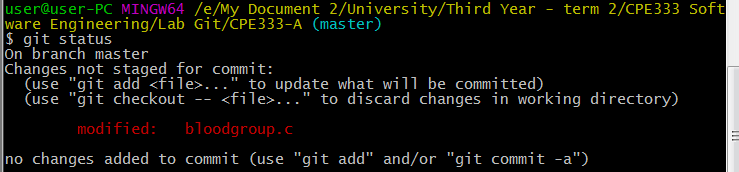 user@user-PC MINGW64 /e/My Document 2/University/Third Year - term 2/CPE333 Soft
ware Engineering/Lab Git/CPE333-A (master)
$ git status
On branch master
Changes not staged for commit:
  (use "git add <file>..." to update what will be committed)
  (use "git checkout -- <file>..." to discard changes in working directory)
        modified:   bloodgroup.c
no changes added to commit (use "git add" and/or "git commit -a")